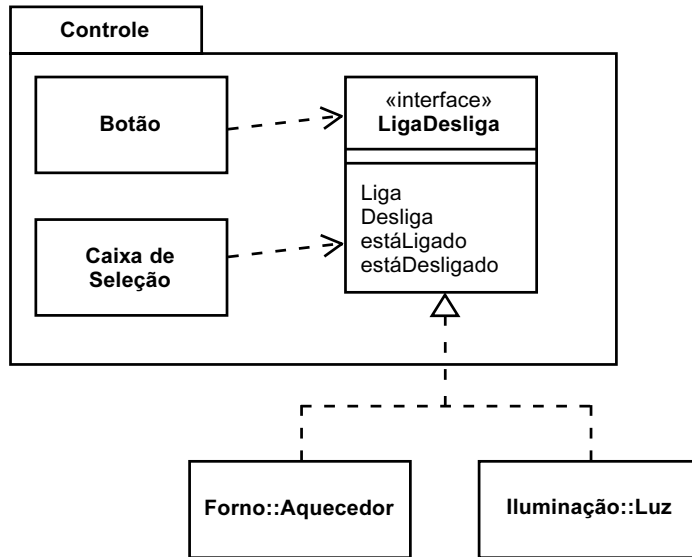 Controle
Botão
«interface»
LigaDesliga
Liga
Desliga
estáLigado
estáDesligado
Caixa de
Seleção
Forno::Aquecedor
Iluminação::Luz